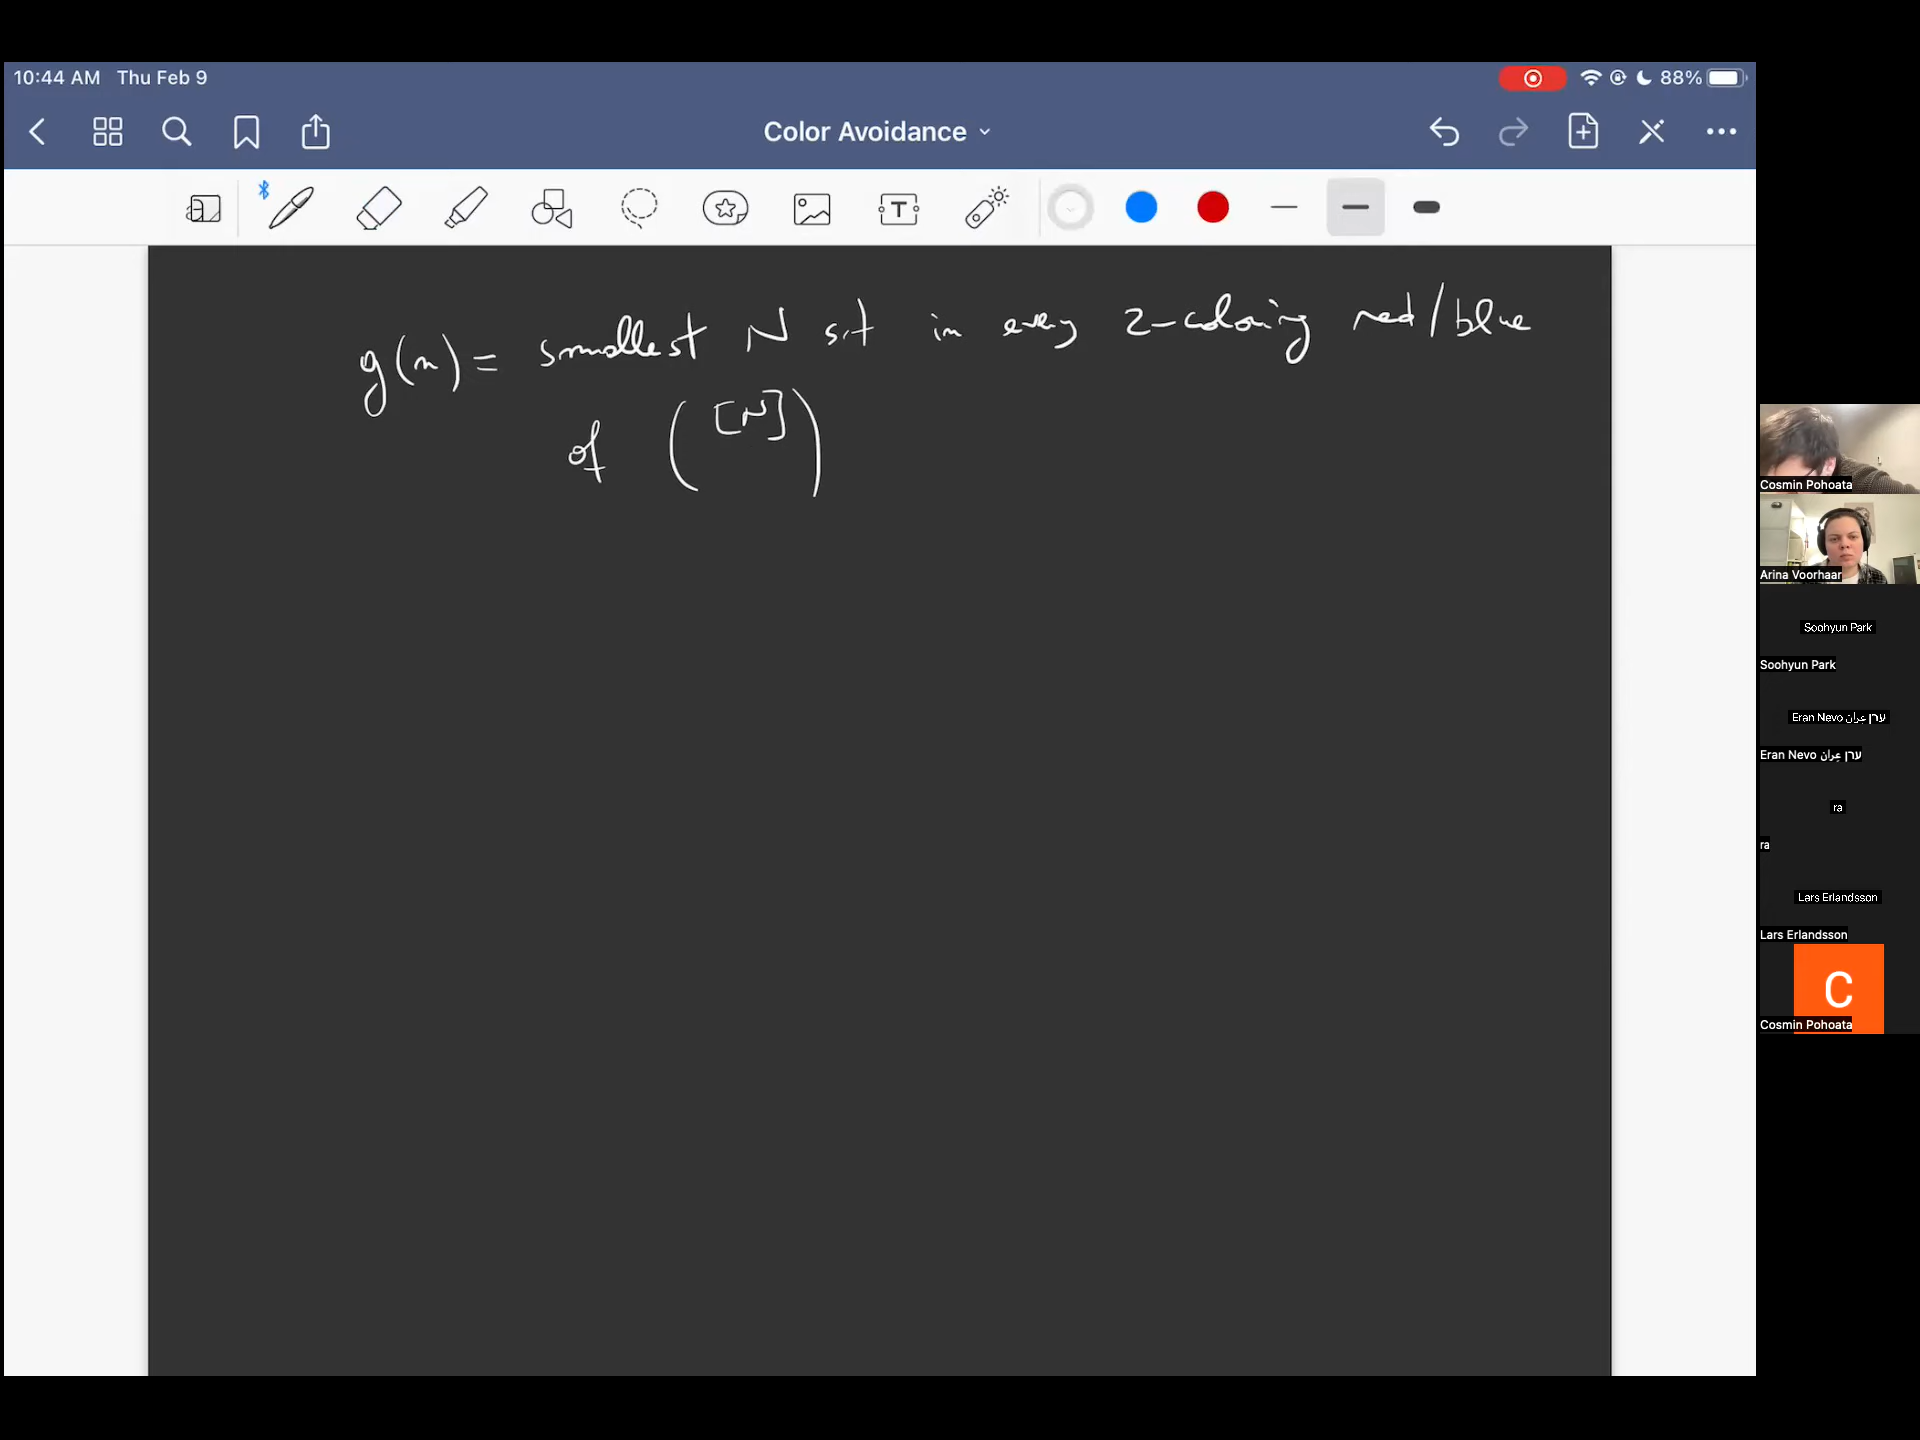 10:44 AM Thu Feb 9
88%
Color Avoidance
T
g(n) = smallest N s.t in every 2-coloring red/blue
of ([N])
Cosmin Pohoata
Arina Voorhaar
Soohyun Park
Soohyun Park
Eran Nevo ערן عران
Eran Nevo ערן عران
ra
ra
Lars Erlandsson
Lars Erlandsson
C
Cosmin Pohoata